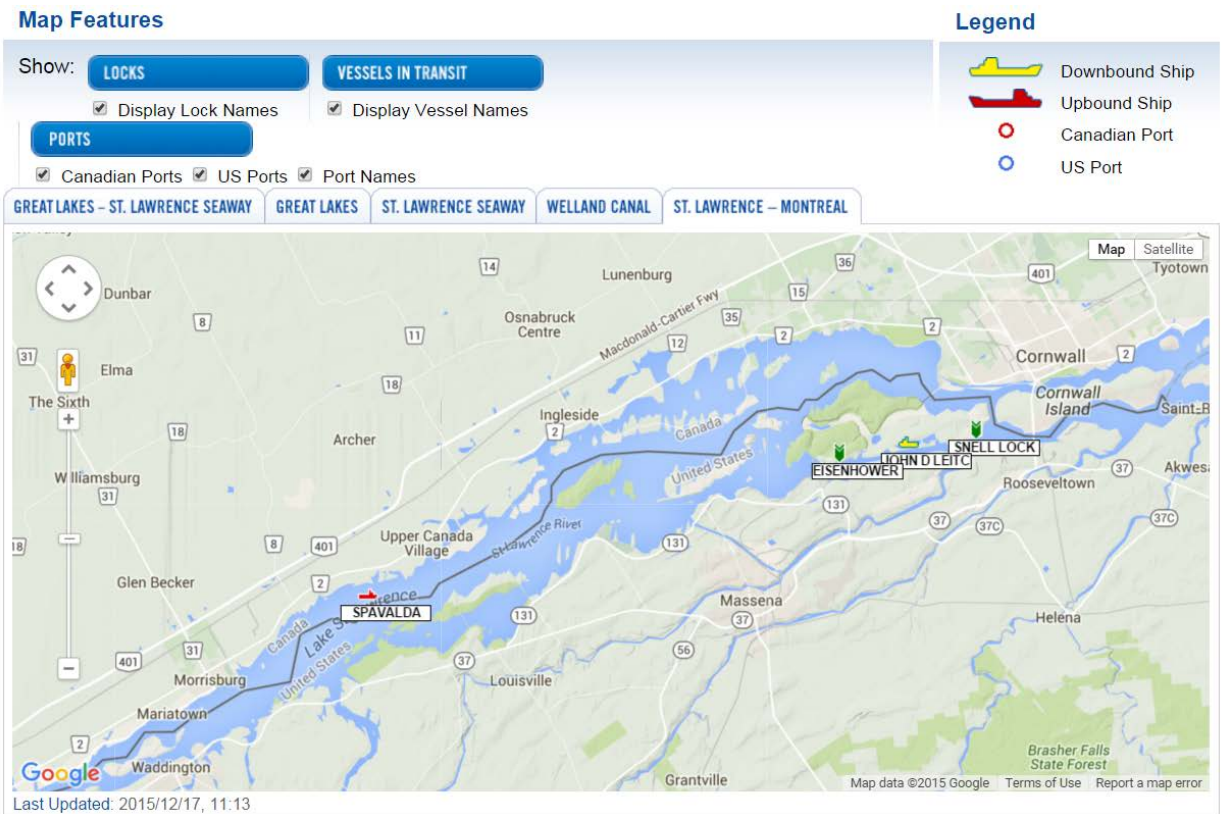 Map Features
Show:
LOCKS
Display Lock Names
VESSELS IN TRANSIT
Display Vessel Names
PORTS
Canadian Ports US Ports Port Names
Legend
Downbound Ship
Upbound Ship
Canadian Port
US Port
GREAT LAKES – ST. LAWRENCE SEAWAY
GREAT LAKES
ST. LAWRENCE SEAWAY
WELLAND CANAL
ST. LAWRENCE – MONTREAL
Map
Satellite
Tyotown
14
Lunenburg
36
401
Dunbar
15
8
Osnabruck
Centre
Macdonald-Cartier Fwy
35
11
12
2
2
31
Elma
Cornwall
2
18
The Sixth
Cornwall
Island
Saint-R
Ingleside
2
18
Archer
Canada
United States
SNELL LOCK
JOHN D LEITC
EISENHOWER
Williamsburg
31
37
Akwes
Rooseveltown
131
37
37C
37C
18
8
401
Upper Canada
Village
St Lawrence River
131
Glen Becker
2
SPAVALDA
Massena
37
131
Helena
Canada
United States
31
401
Morrisburg
37
56
Louisville
Mariatown
2
Waddington
Brasher Falls
State Forest
Grantville
Google
Map data ©2015 Google
Terms of Use
Report a map error
Last Updated: 2015/12/17, 11:13